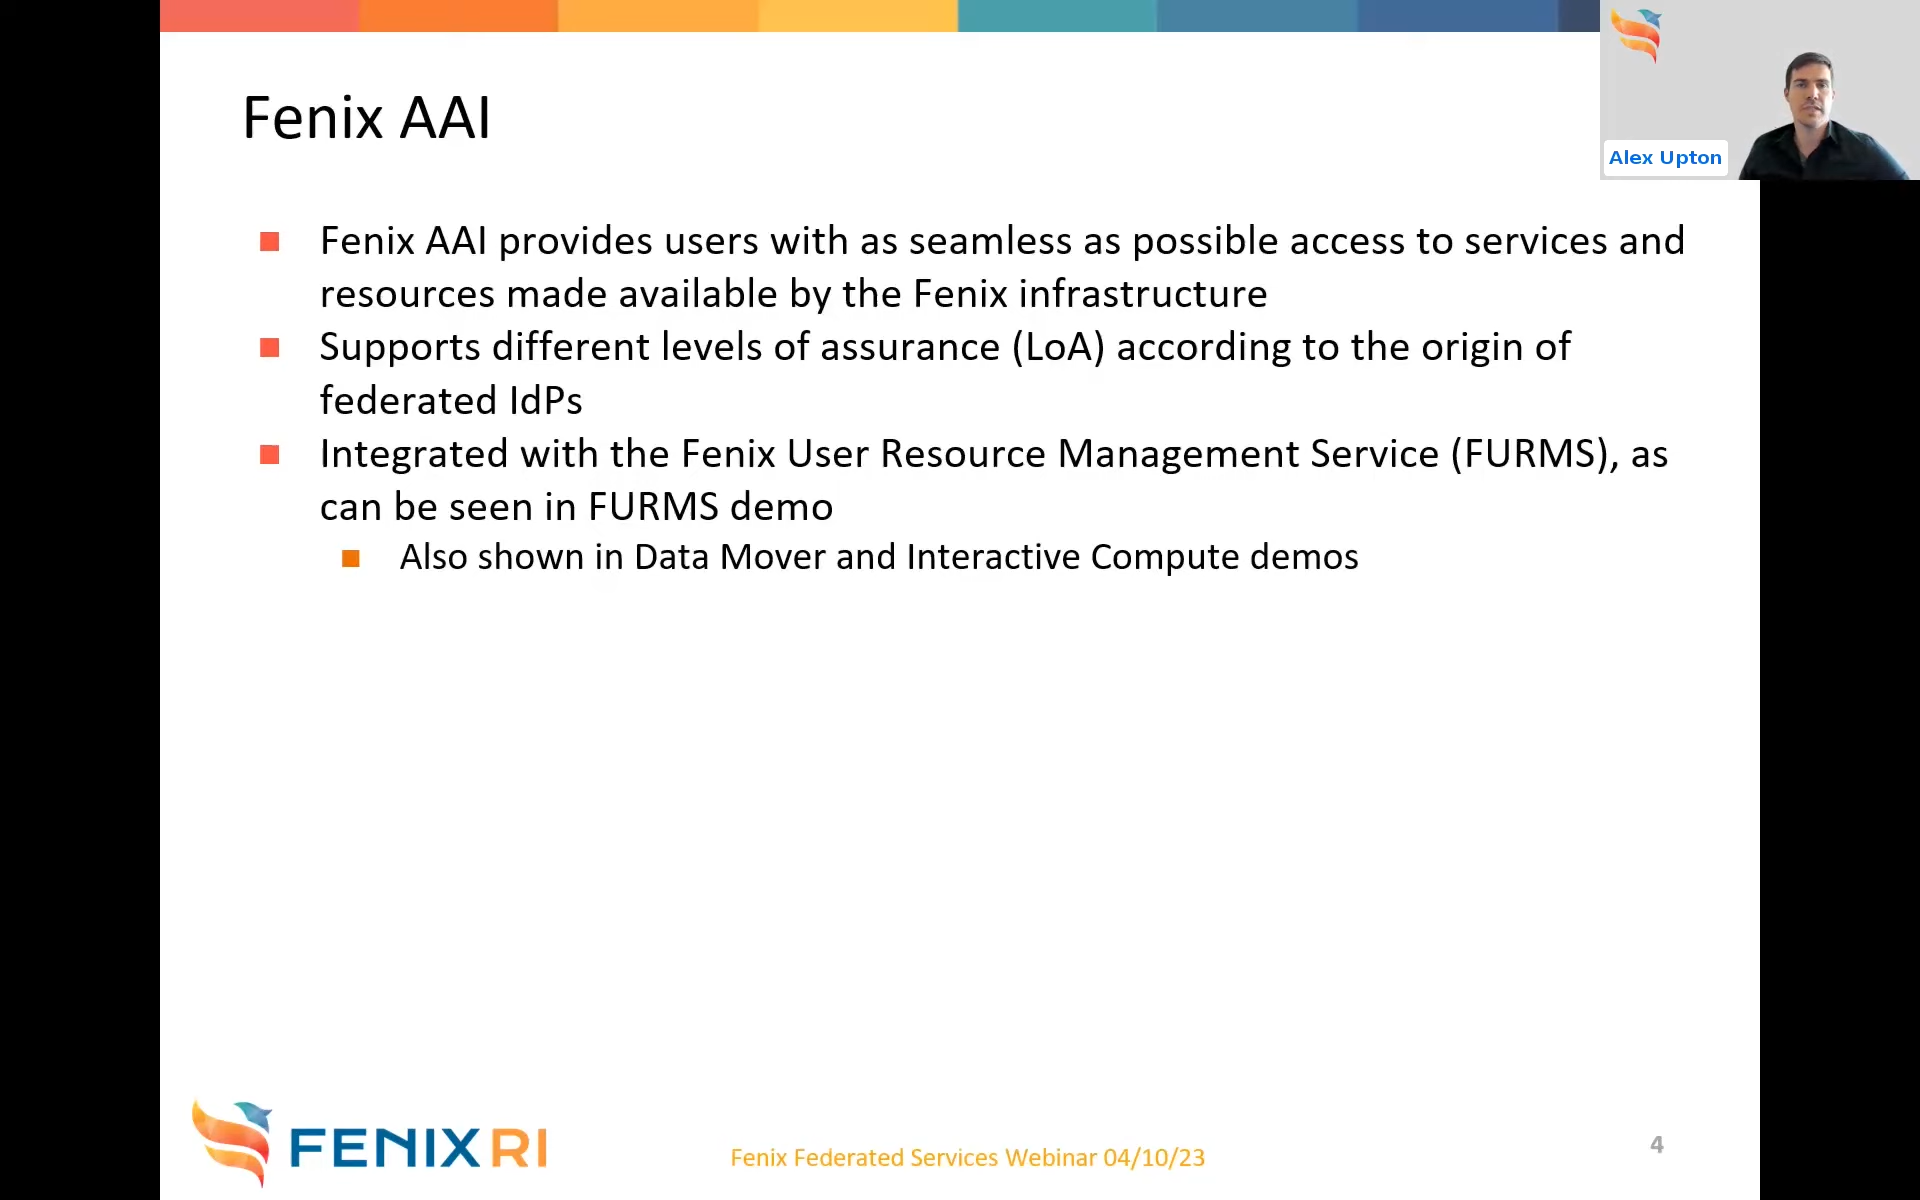 Fenix AAI
Alex Upton
Fenix AAI provides users with as seamless as possible access to services and
resources made available by the Fenix infrastructure
Supports different levels of assurance (LoA) according to the origin of
federated IdPs
Integrated with the Fenix User Resource Management Service (FURMS), as
can be seen in FURMS demo
Also shown in Data Mover and Interactive Compute demos
FENIX RI
Fenix Federated Services Webinar 04/10/23
4